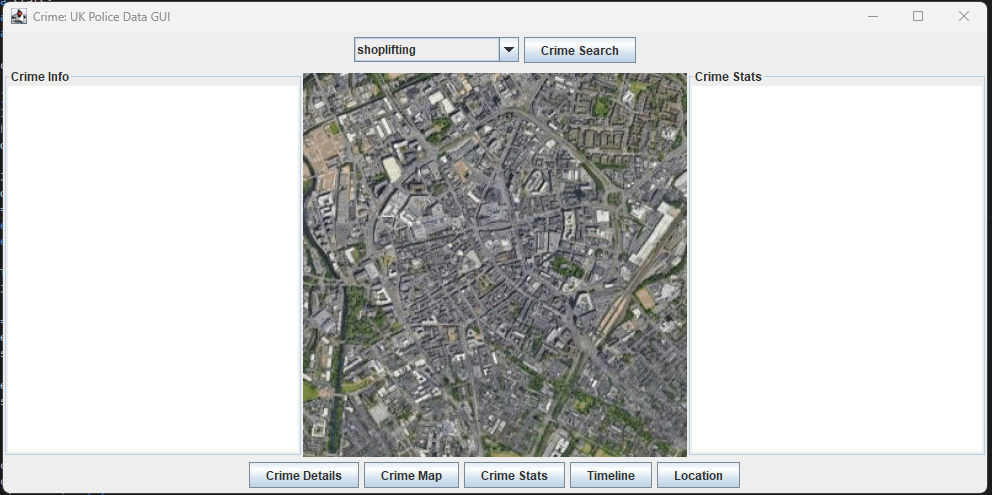 Crime: UK Police Data GUI
shoplifting
Crime Search
Crime Info
Crime Stats
Crime Details
Crime Map
Crime Stats
Timeline
Location